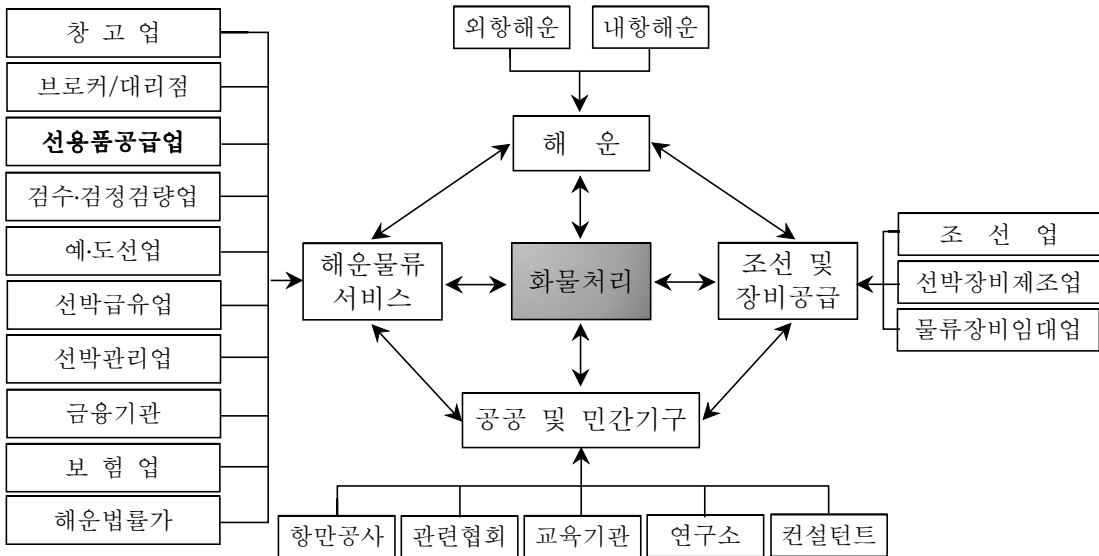 창 고 업
브로커/대리점
선용품공급업
검수·검정검량업
예·도선업
선박급유업
선박관리업
금융기관
보 험 업
해운법률가
외항해운
내항해운
해 운
해운물류
서비스
화물처리
조선 및
장비공급
공공 및 민간기구
조 선 업
선박장비제조업
물류장비임대업
항만공사
관련협회
교육기관
연구소
컨설턴트